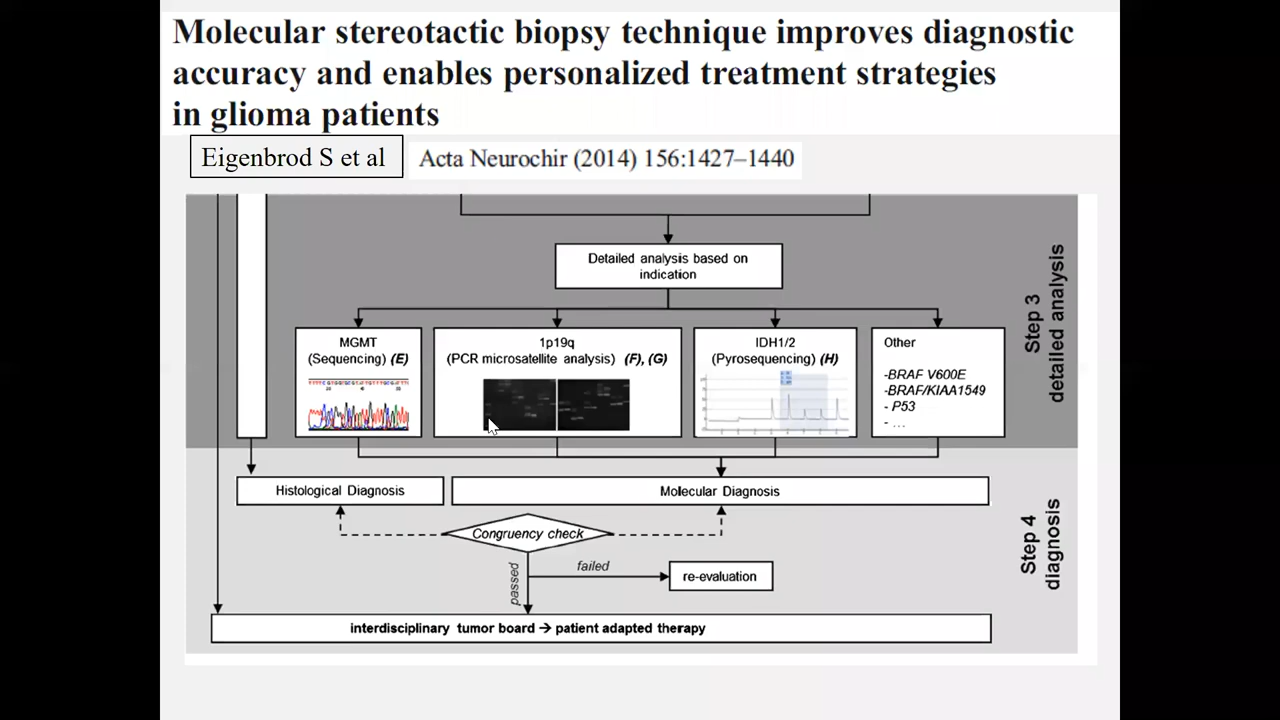 Molecular stereotactic biopsy technique improves diagnostic
accuracy and enables personalized treatment strategies
in glioma patients
Eigenbrod S et al
Acta Neurochir (2014) 156:1427–1440
Detailed analysis based on
indication
MGMT
(Sequencing) (E)
1p19q
(PCR microsatellite analysis) (F), (G)
IDH1/2
(Pyrosequencing) (H)
Other
-BRAF V600E
-BRAF/KIAA1549
- P53
- ...
Step 3
detailed analysis
Histological Diagnosis
Molecular Diagnosis
Congruency check
passed
failed
re-evaluation
Step 4
diagnosis
interdisciplinary tumor board → patient adapted therapy